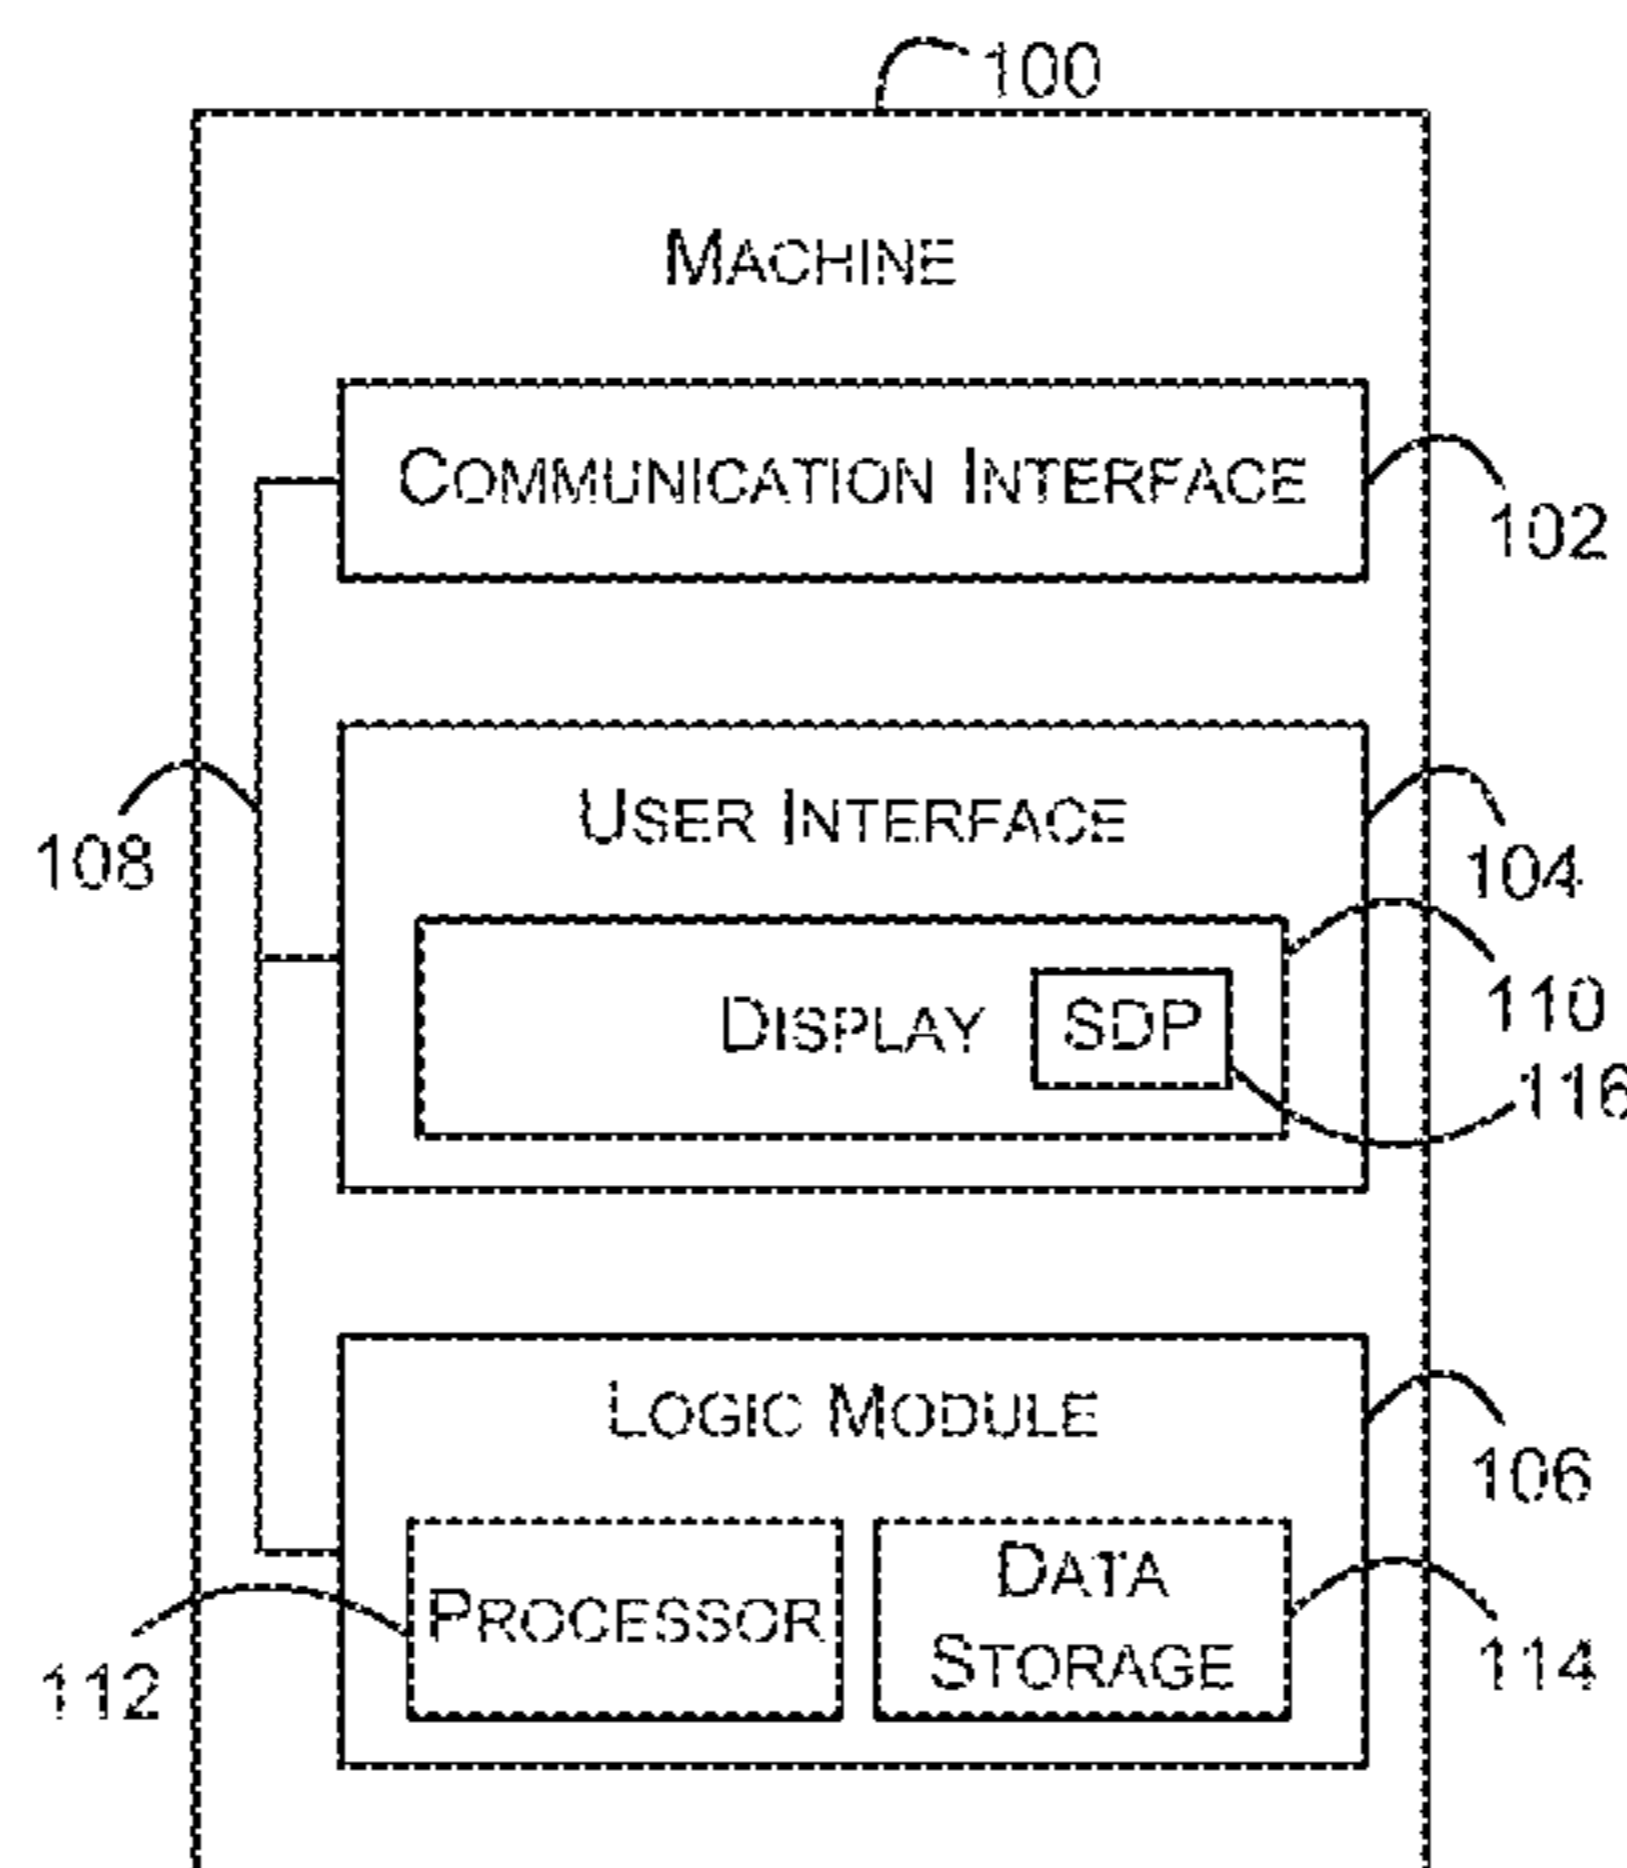 100
MACHINE
COMMUNICATION INTERFACE
102
USER INTERFACE
108
104
DISPLAY
SDP
110
116
LOGIC MODULE
106
PROCESSOR
DATA
STORAGE
112
114